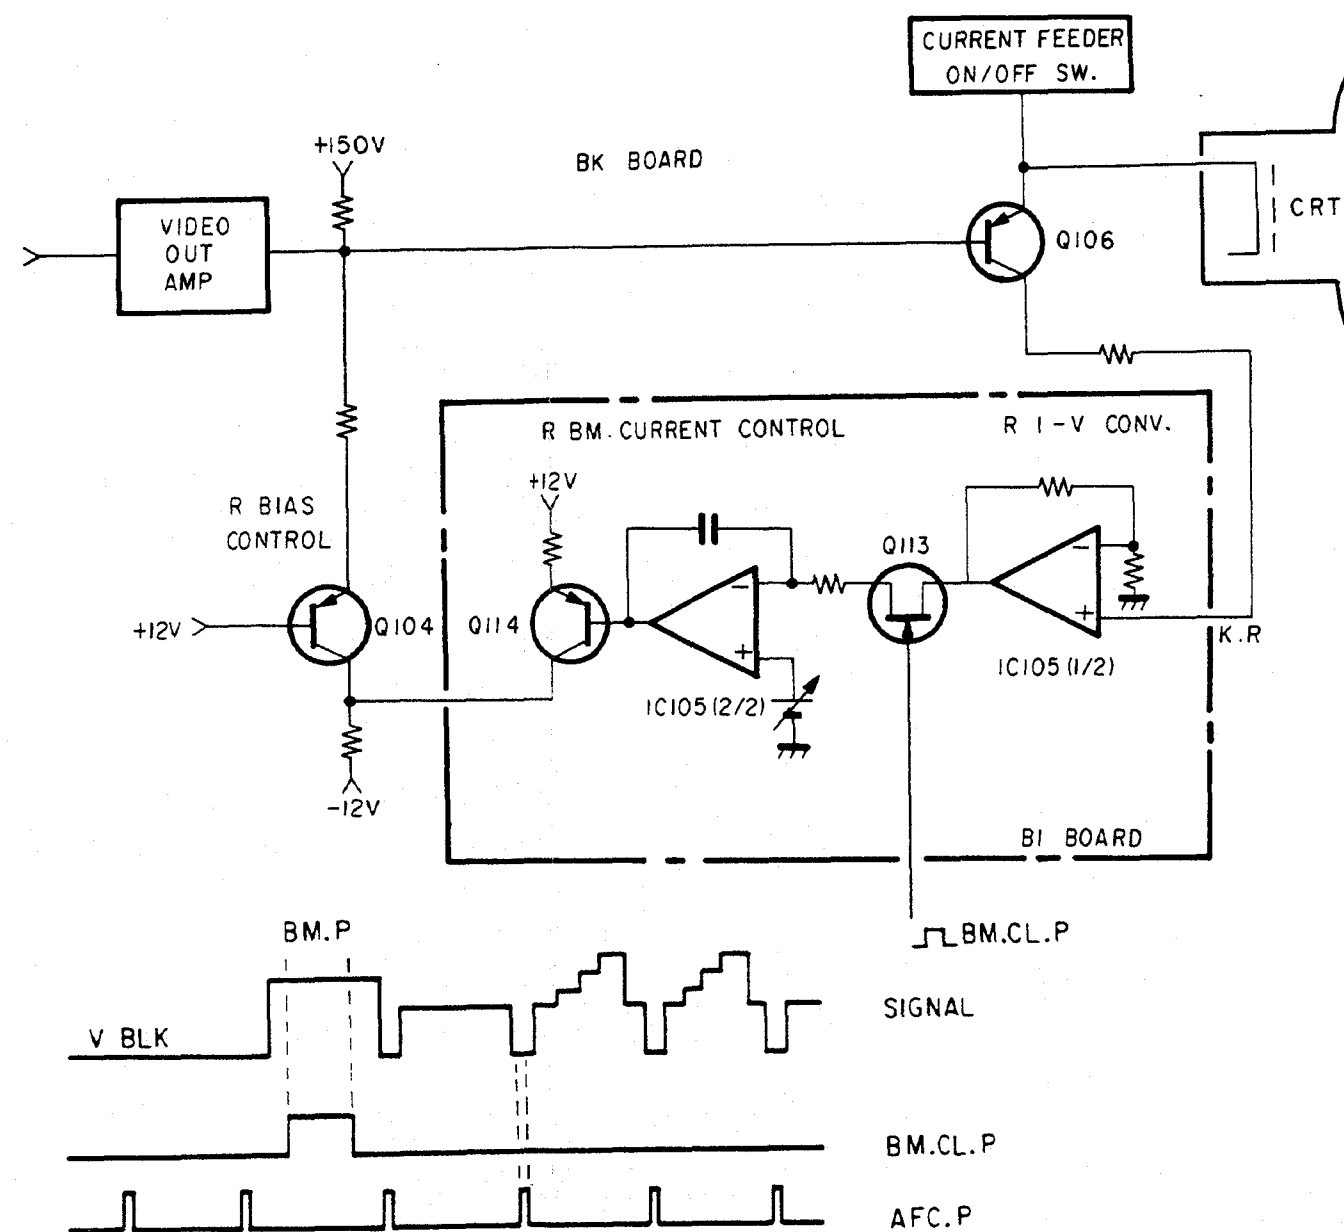 CURRENT FEEDER
ON/OFF SW.
+150V
BK BOARD
VIDEO
OUT
AMP
Q106
CRT
R BM.CURRENT CONTROL
R I-V CONV.
+12V
R BIAS
CONTROL
Q113
+12V
Q104
Q114
-
+
-
+
K.R
IC105(1/2)
IC105(2/2)
-12V
BI BOARD
BM.P
BM.CL.P
V BLK
SIGNAL
BM.CL.P
AFC.P